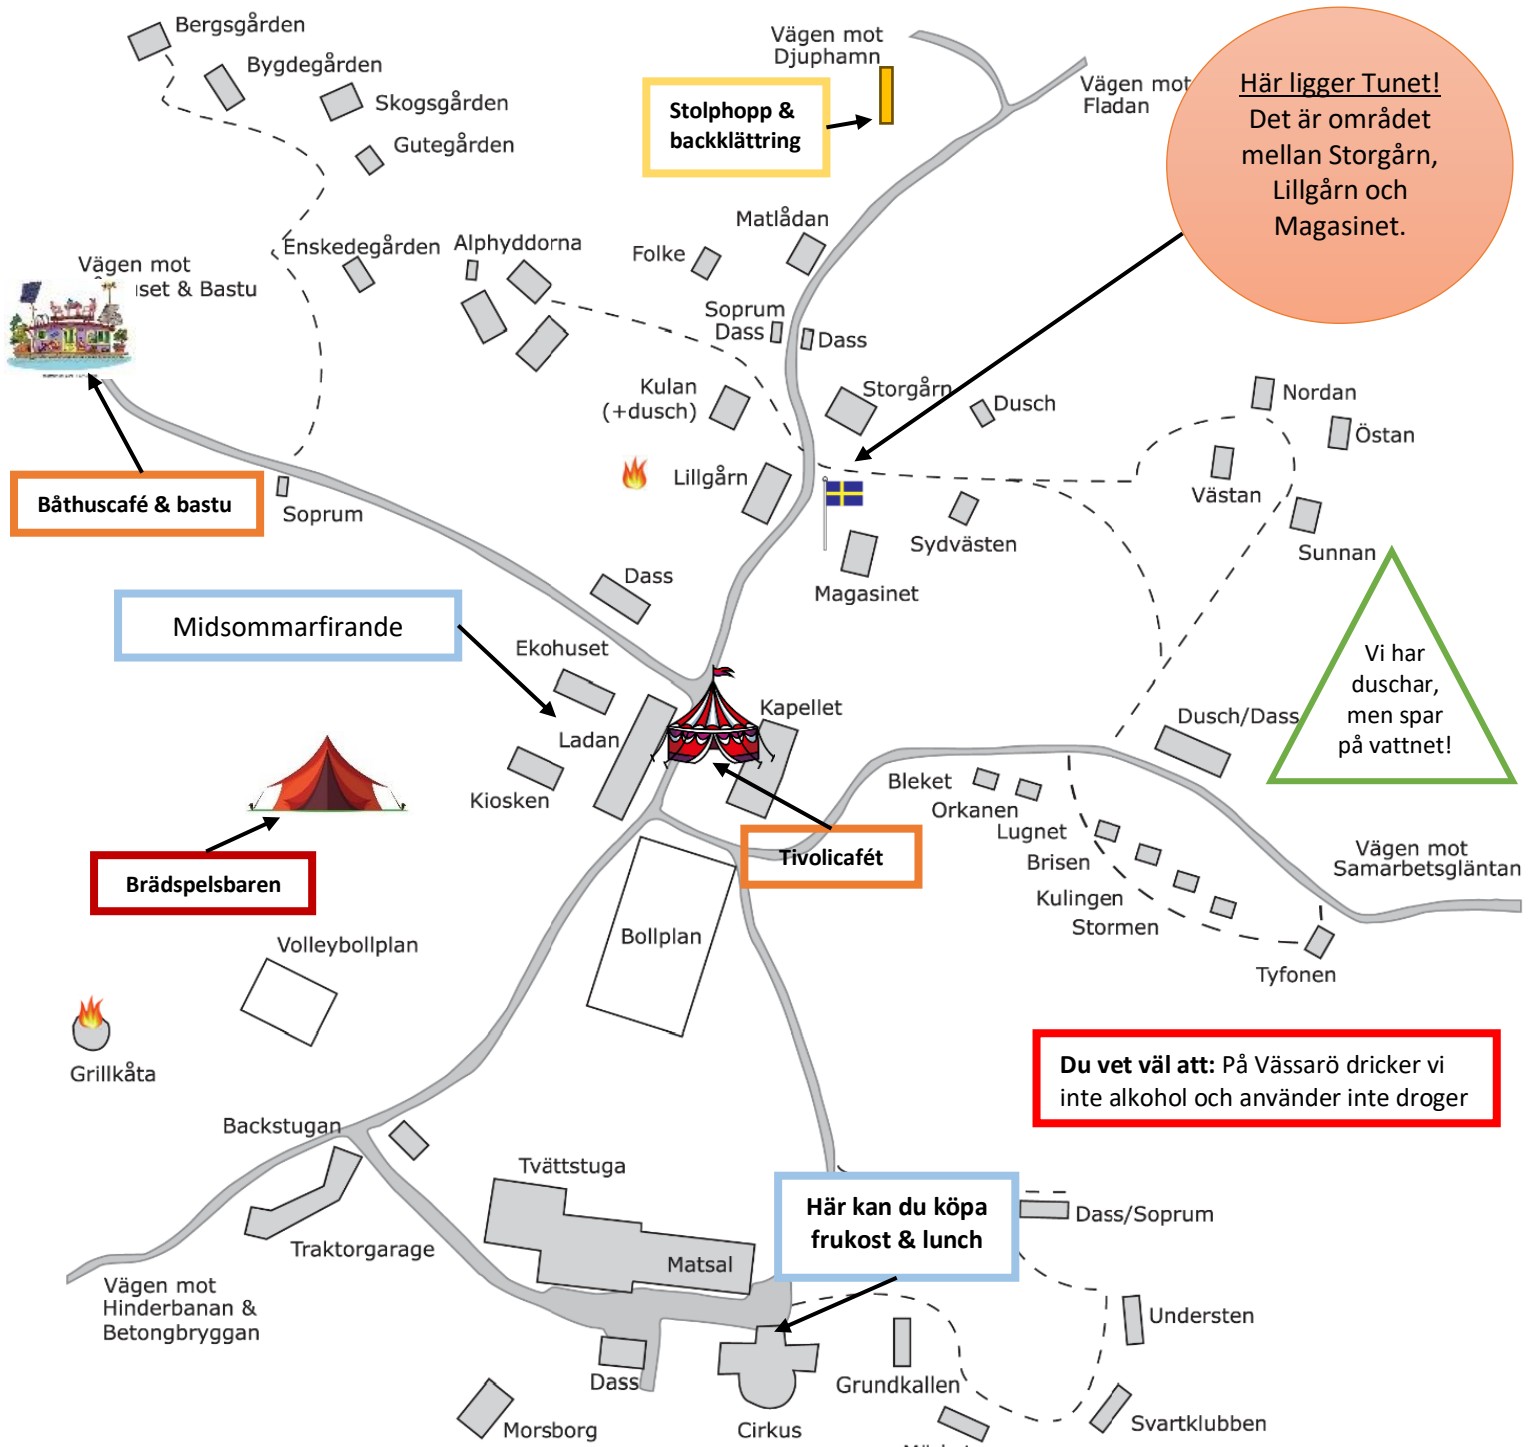 Bergsgården
Bygdegården
Skogsgården
Gutegården
Vägen mot
Djuphamn
Vägen mot
Fladan
Stolphopp &
backklättring
Här ligger Tunet!
Det är området
mellan Storgårn,
Lillgårn och
Magasinet.
Enskedegården
Alphyddorna
Folke
Matlådan
Vägen mot
set & Bastu
Soprum
Dass
Dass
Kulan
(+dusch)
Storgårn
Dusch
Nordan
Östan
Västan
Sunnan
Lillgårn
Båthuscafé & bastu
Soprum
Sydvästen
Magasinet
Dass
Midsommarfirande
Ekohuset
Ladan
Kiosken
Kapellet
Vi har
duschar,
men spar
på vattnet!
Dusch/Dass
Bleket
Orkanen
Lugnet
Brisen
Kulingen
Stormen
Tyfonen
Vägen mot
Samarbetsgläntan
Brädspelsbaren
Tivolicafét
Volleybollplan
Bollplan
Grillkåta
Du vet väl att: På Vässarö dricker vi
inte alkohol och använder inte droger
Backstugan
Traktorgarage
Tvättstuga
Matsal
Här kan du köpa
frukost & lunch
Dass/Soprum
Vägen mot
Hinderbanan &
Betongbryggan
Understen
Dass
Morsborg
Cirkus
Grundkallen
Svartklubben